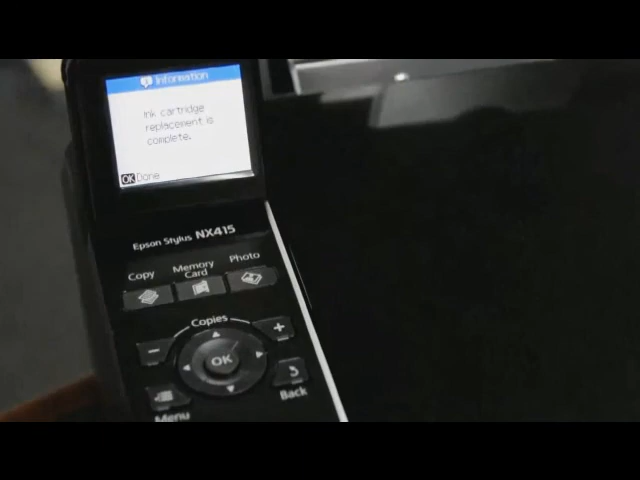 Information
Ink cartridge
replacement is
complete.
OK Done
Epson Stylus NX415
Copy Memory Card Photo
Copies
- +
OK
Menu Back